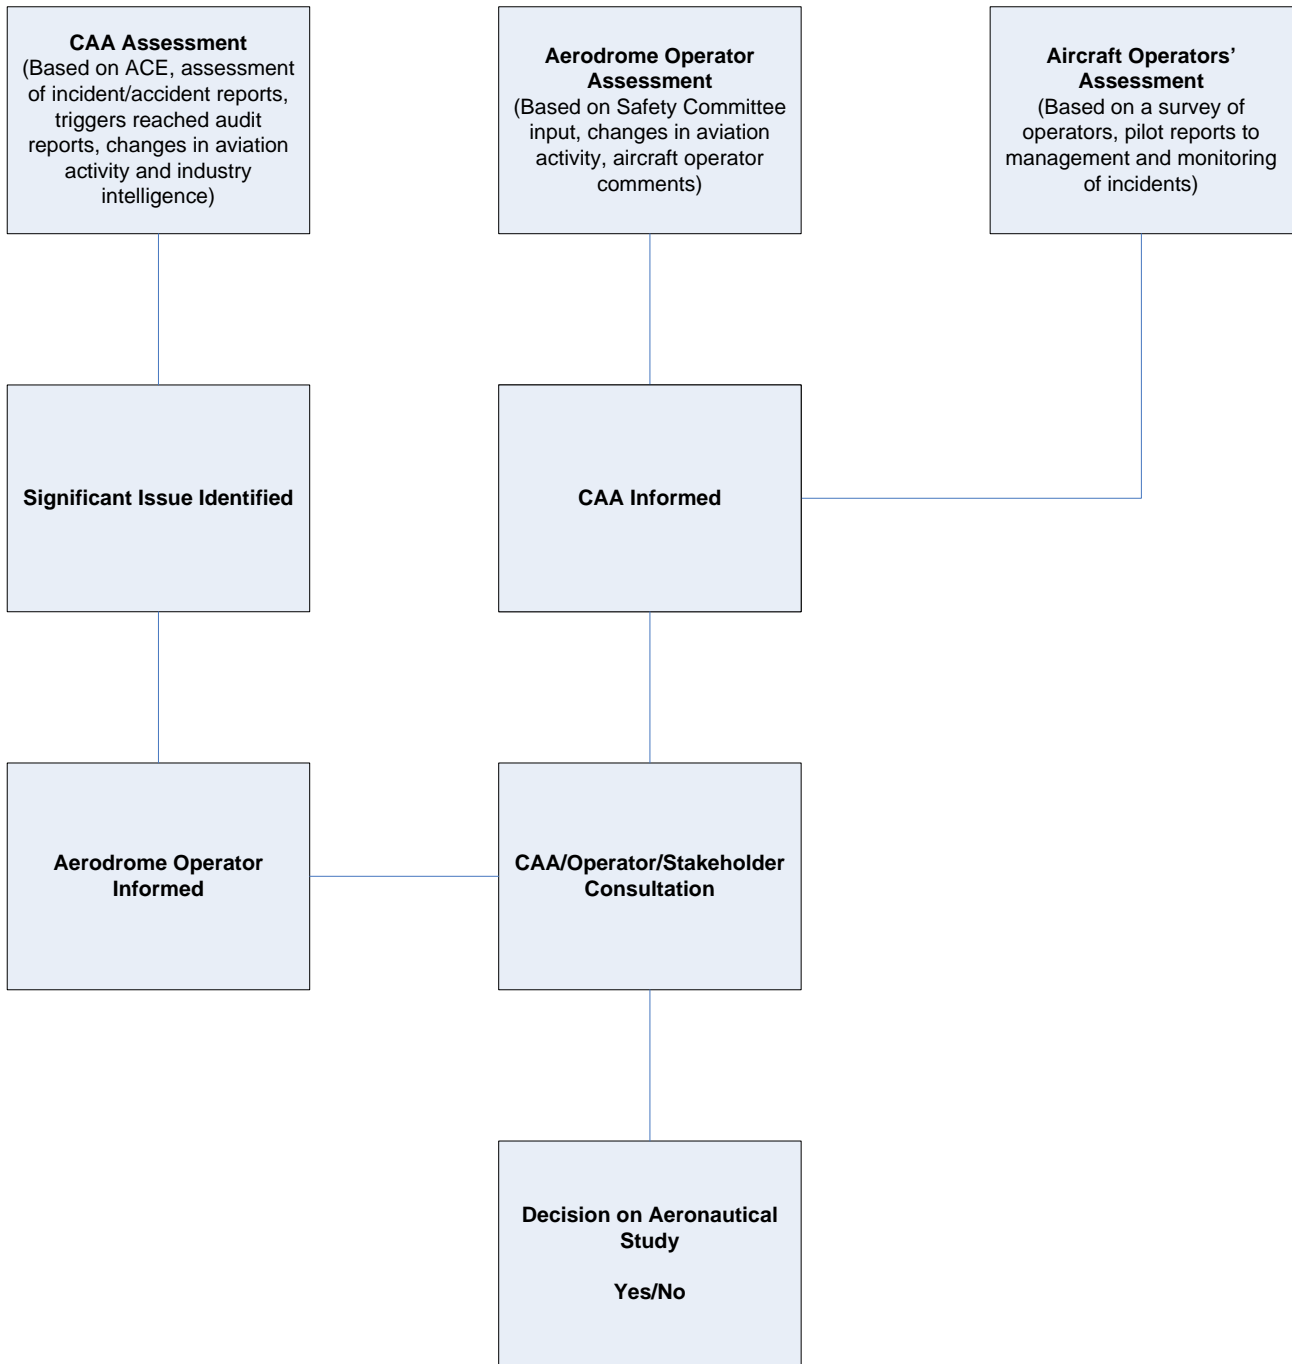 CAA Assessment
(Based on ACE, assessment
of incident/accident reports,
triggers reached audit
reports, changes in aviation
activity and industry
intelligence)
Aerodrome Operator
Assessment
(Based on Safety Committee
input, changes in aviation
activity, aircraft operator
comments)
Aircraft Operators’
Assessment
(Based on a survey of
operators, pilot reports to
management and monitoring
of incidents)
Significant Issue Identified
CAA Informed
Aerodrome Operator
Informed
CAA/Operator/Stakeholder
Consultation
Decision on Aeronautical
Study
Yes/No